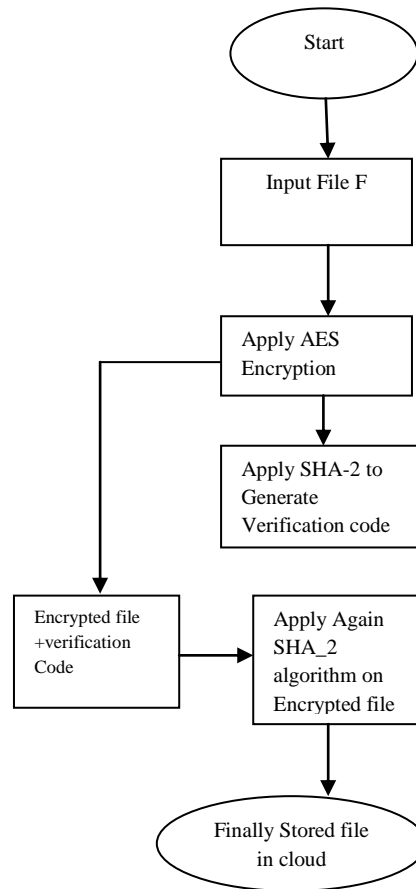 Start
Input File F
Apply AES
Encryption
Apply SHA-2 to
Generate
Verification code
Encrypted file
+verification
Code
Apply Again
SHA_2
algorithm on
Encrypted file
Finally Stored file
in cloud